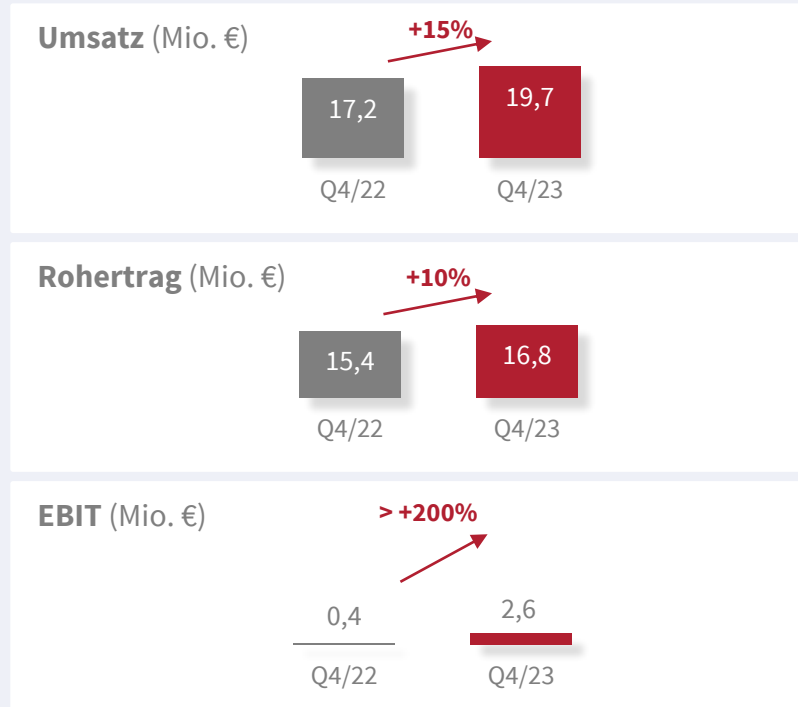 Umsatz (Mio. €)
+15%
17,2
19,7
Q4/22
Q4/23
Rohertrag (Mio. €)
+10%
15,4
16,8
Q4/22
Q4/23
EBIT (Mio. €)
> +200%
0,4
2,6
Q4/22
Q4/23